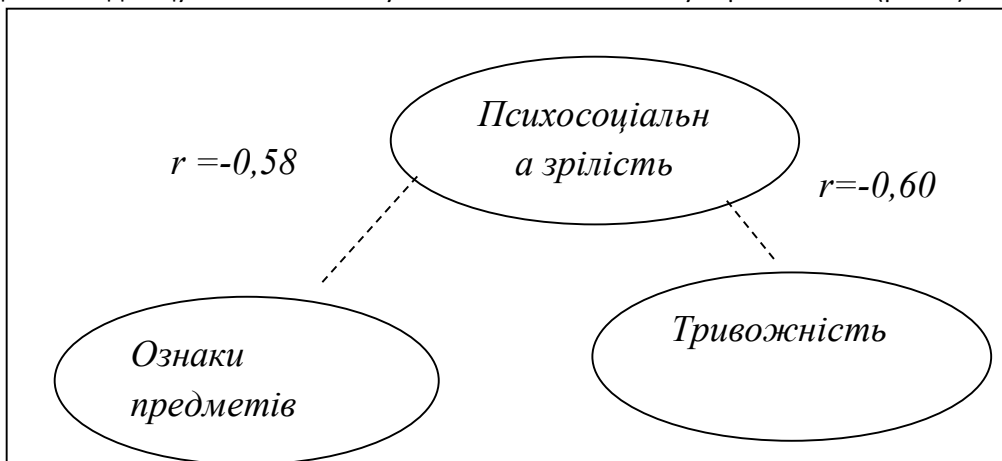 Психосоціальн
а зрілість
r =-0,58
r=-0,60
Тривожність
Ознаки
предметів